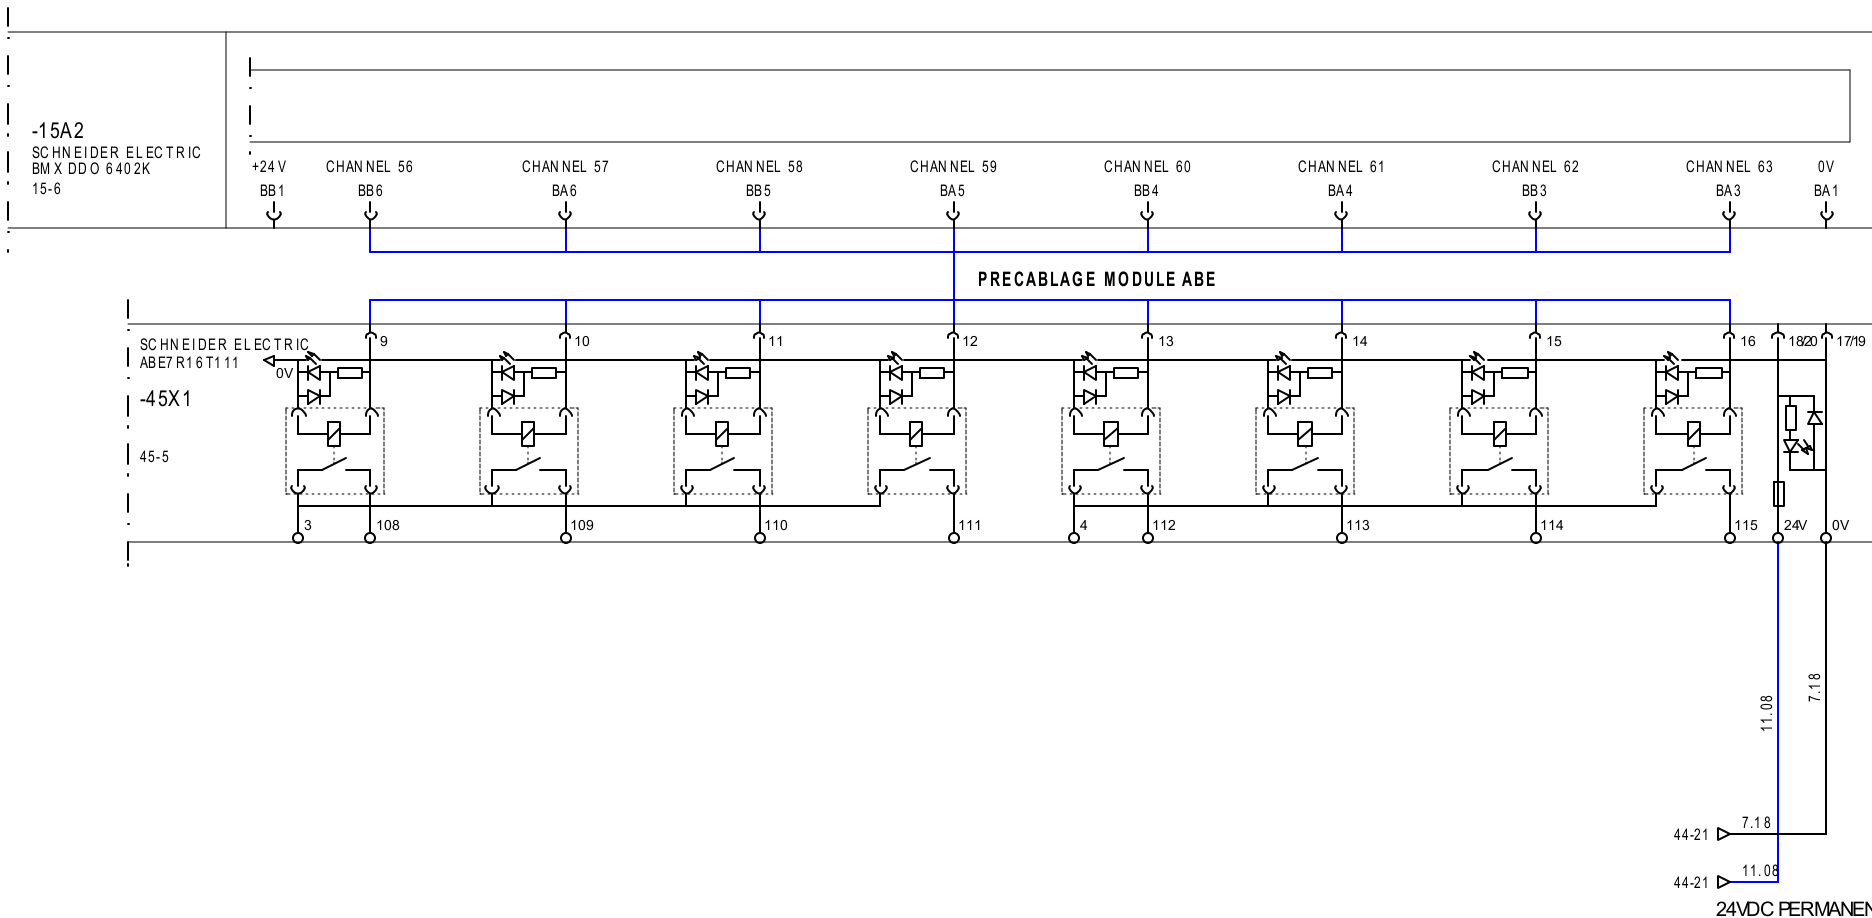 -15A2
SCHNEIDER ELECTRIC
BMX DDO 6402K
15-6
+24V CHANNEL 56 CHANNEL 57 CHANNEL 58 CHANNEL 59 CHANNEL 60 CHANNEL 61 CHANNEL 62 CHANNEL 63 0V
BB1 BB6 BA6 BB5 BA5 BB4 BA4 BB3 BA3 BA1
PRECABLAGE MODULE ABE
SCHNEIDER ELECTRIC
ABE7R16T111
-45X1
45-5
9 10 11 12 13 14 15 16 18/20 17/19
0V
3 108 109 110 111 4 112 113 114 115 24V 0V
11.08 7.18
44-21 7.18
44-21 11.08
24VDC PERMANEN